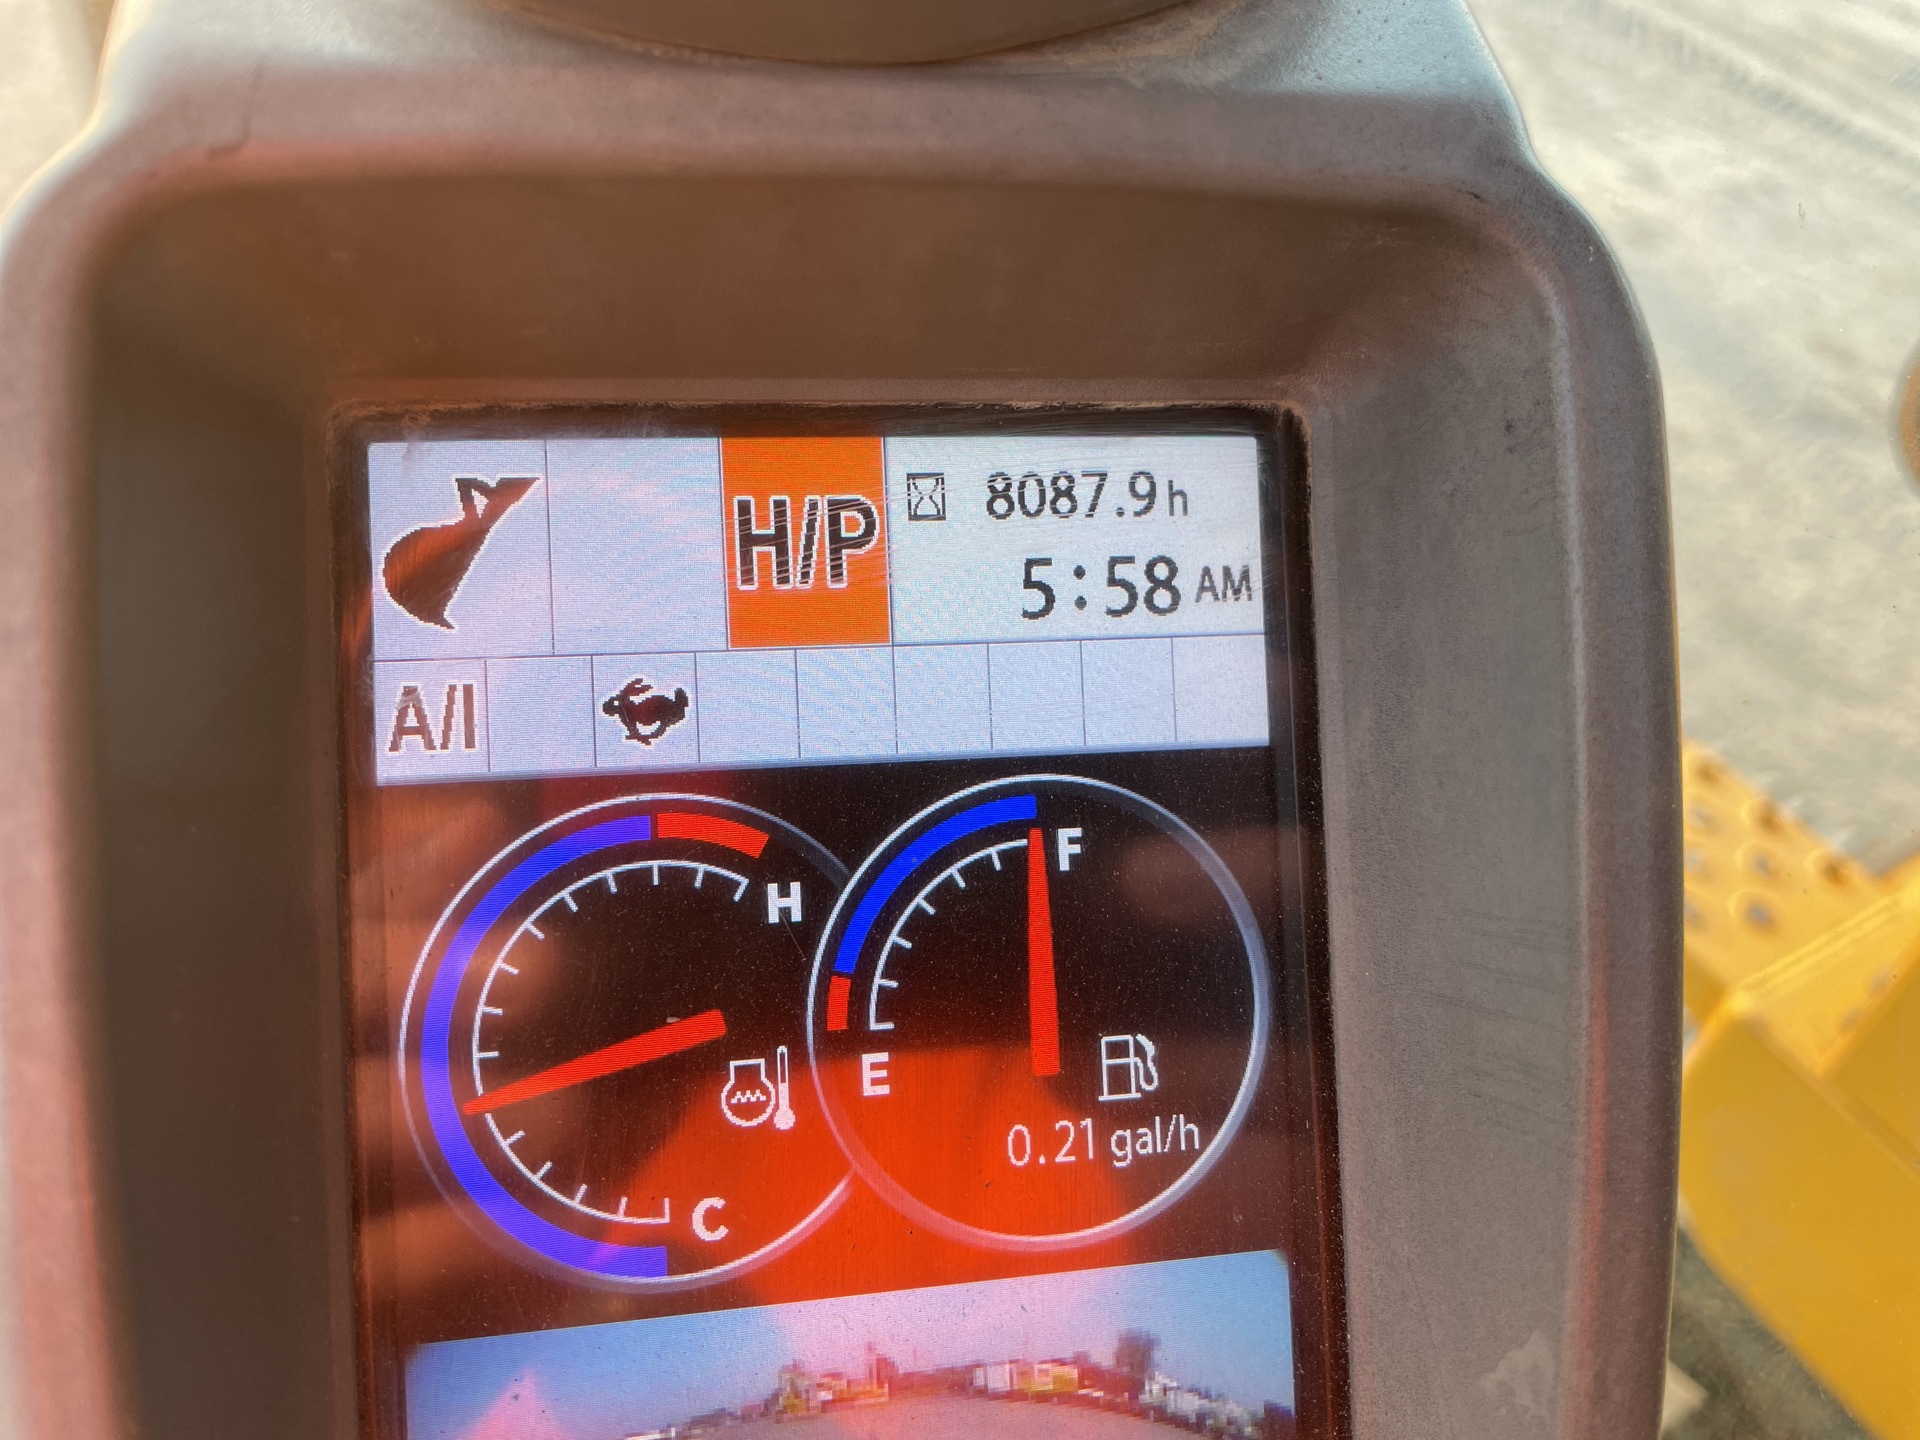 H/P
8087.9h
5:58 AM
A/I
H
C
F
E
0.21 gal/h